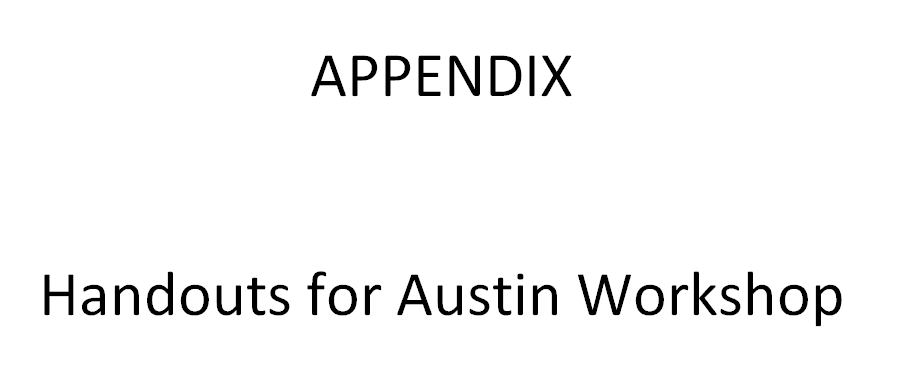 APPENDIX
Handouts for Austin Workshop